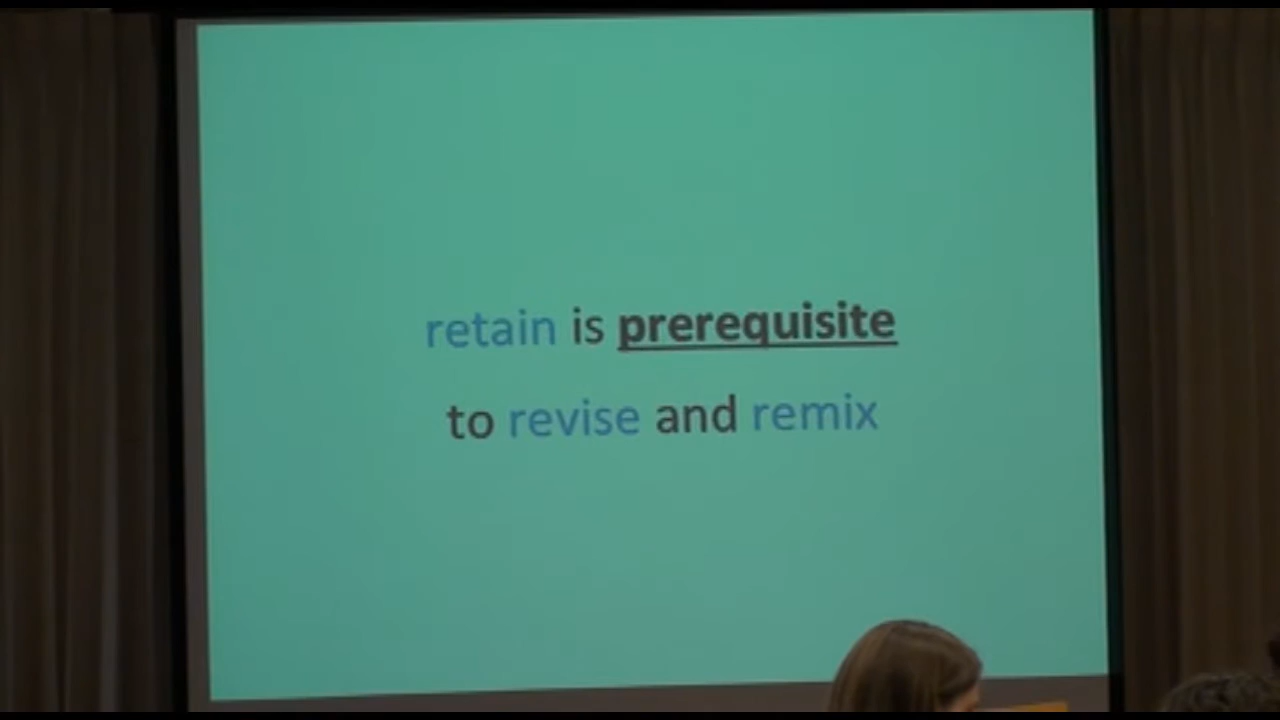 retain is prerequisite
to revise and remix